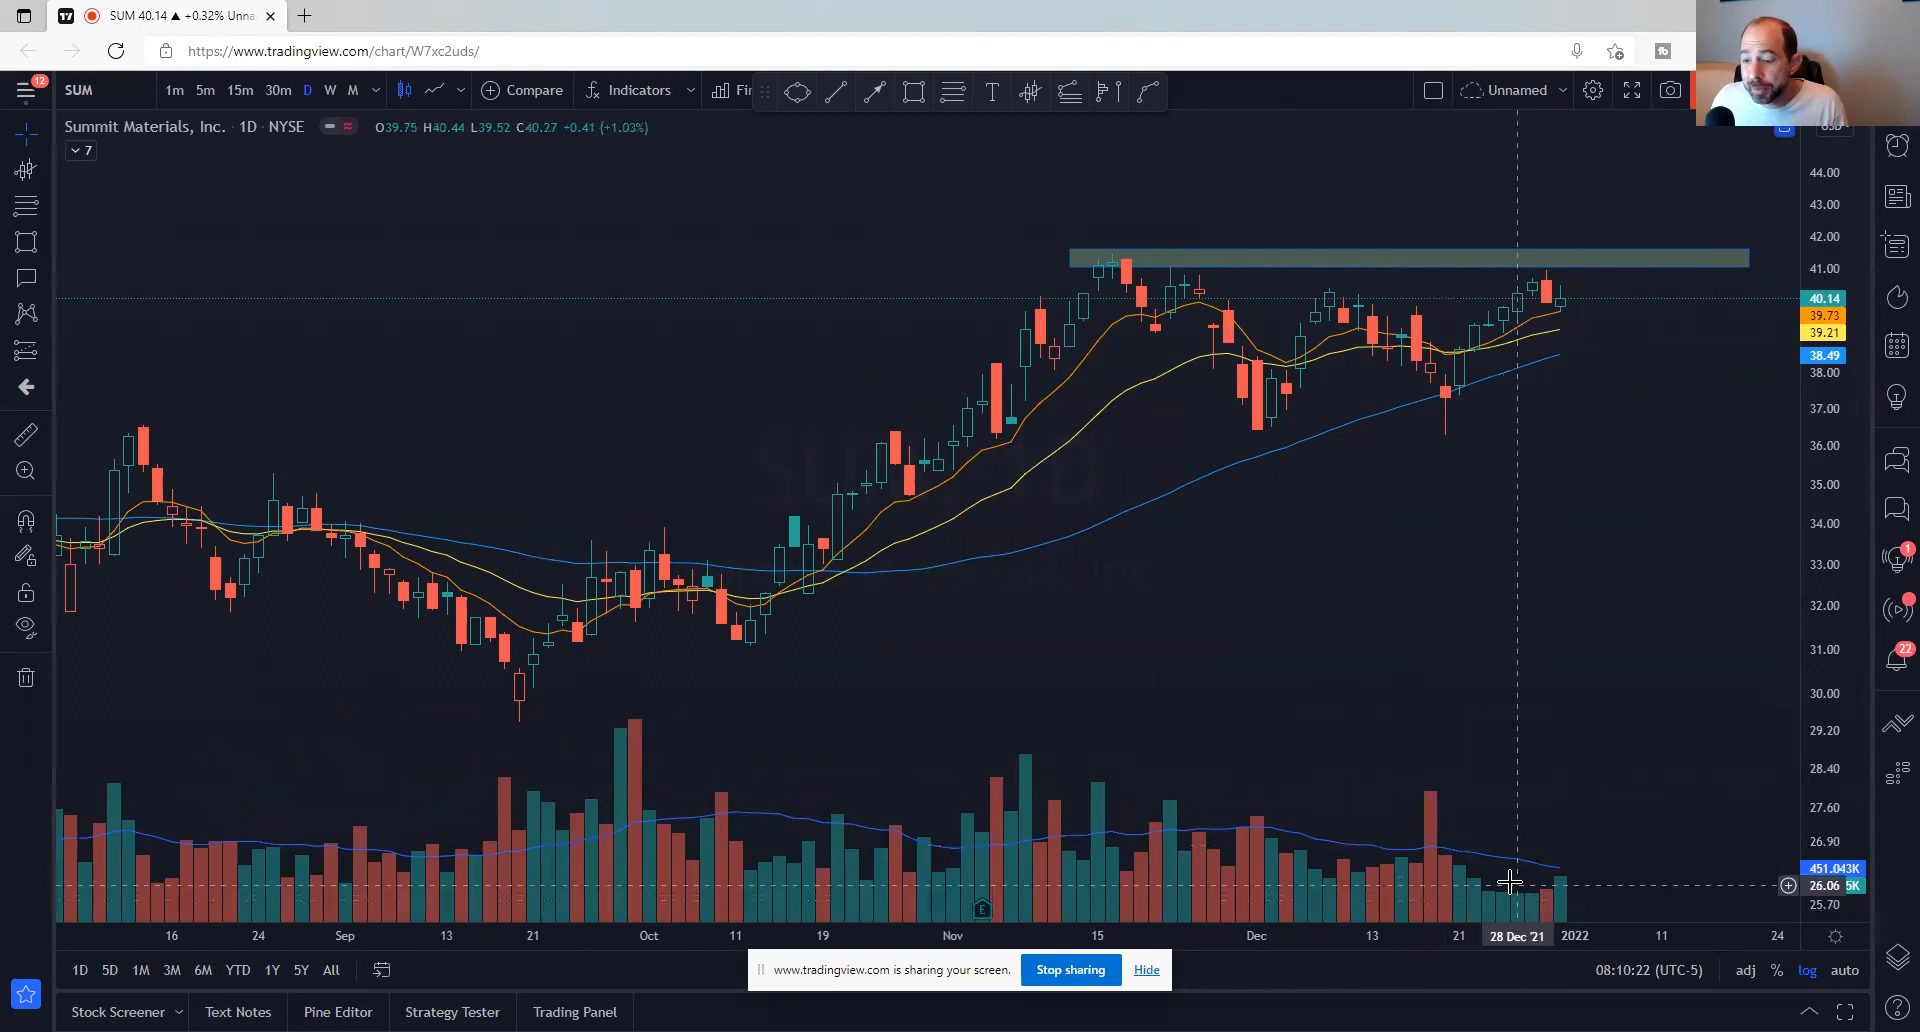 SUM 40.14 ▲ +0.32% Unna
https://www.tradingview.com/chart/W7xc2uds/
12
SUM 1m 5m 15m 30m D W M Compare Indicators Fi T Unnamed
Summit Materials, Inc. · 1D · NYSE O39.75 H40.44 L39.52 C40.27 +0.41 (+1.03%)
USD
7
44.00
43.00
42.00
41.00
40.14
39.73
39.21
38.49
38.00
37.00
36.00
35.00
34.00
33.00
32.00
31.00
30.00
29.20
28.40
27.60
26.90
451.043K
26.06 5K
25.70
1
22
E
16 24 Sep 13 21 Oct 11 19 Nov 15 Dec 13 21 28 Dec '21 2022 11 24
1D 5D 1M 3M 6M YTD 1Y 5Y All
www.tradingview.com is sharing your screen. Stop sharing Hide
08:10:22 (UTC-5) adj % log auto
Stock Screener Text Notes Pine Editor Strategy Tester Trading Panel